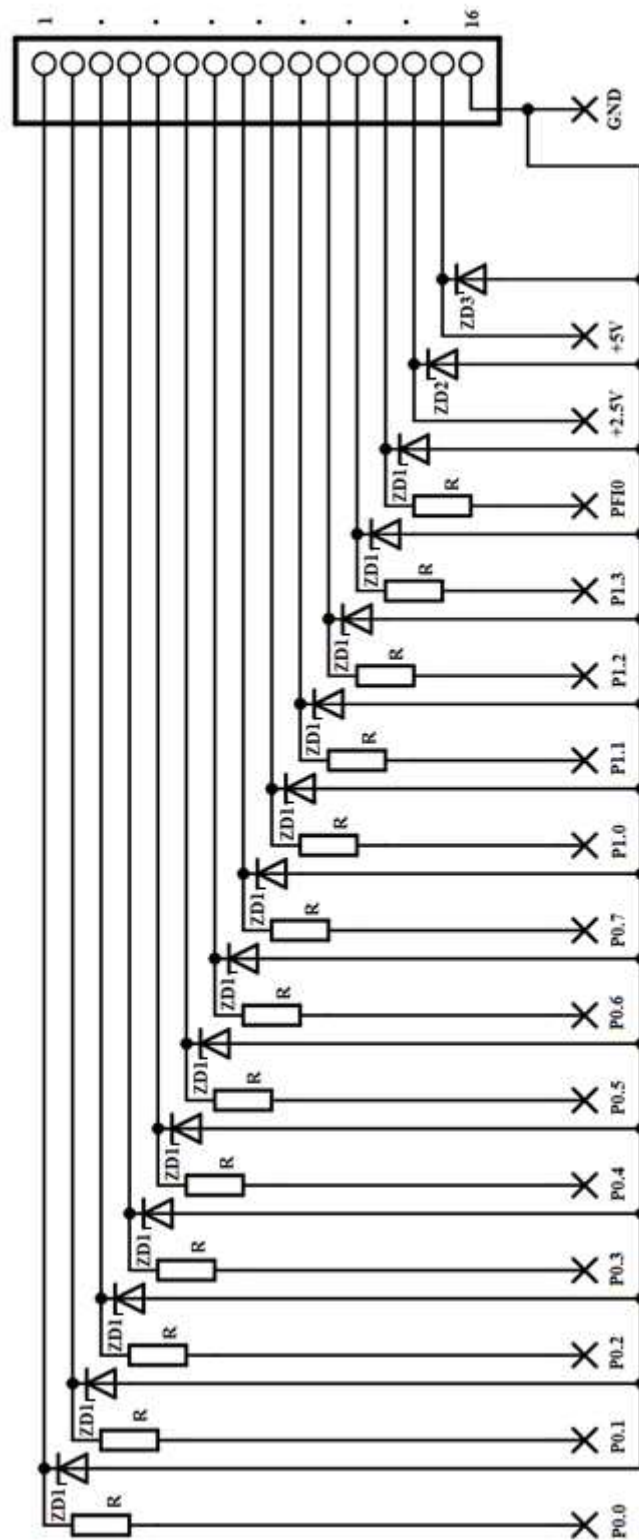 1 . . . . . . . 16
GND
ZD3
+5V
ZD2
+2.5V
ZD1
R
PFI0
ZD1
R
P1.3
ZD1
R
P1.2
ZD1
R
P1.1
ZD1
R
P1.0
ZD1
R
P0.7
ZD1
R
P0.6
ZD1
R
P0.5
ZD1
R
P0.4
ZD1
R
P0.3
ZD1
R
P0.2
ZD1
R
P0.1
ZD1
R
P0.0